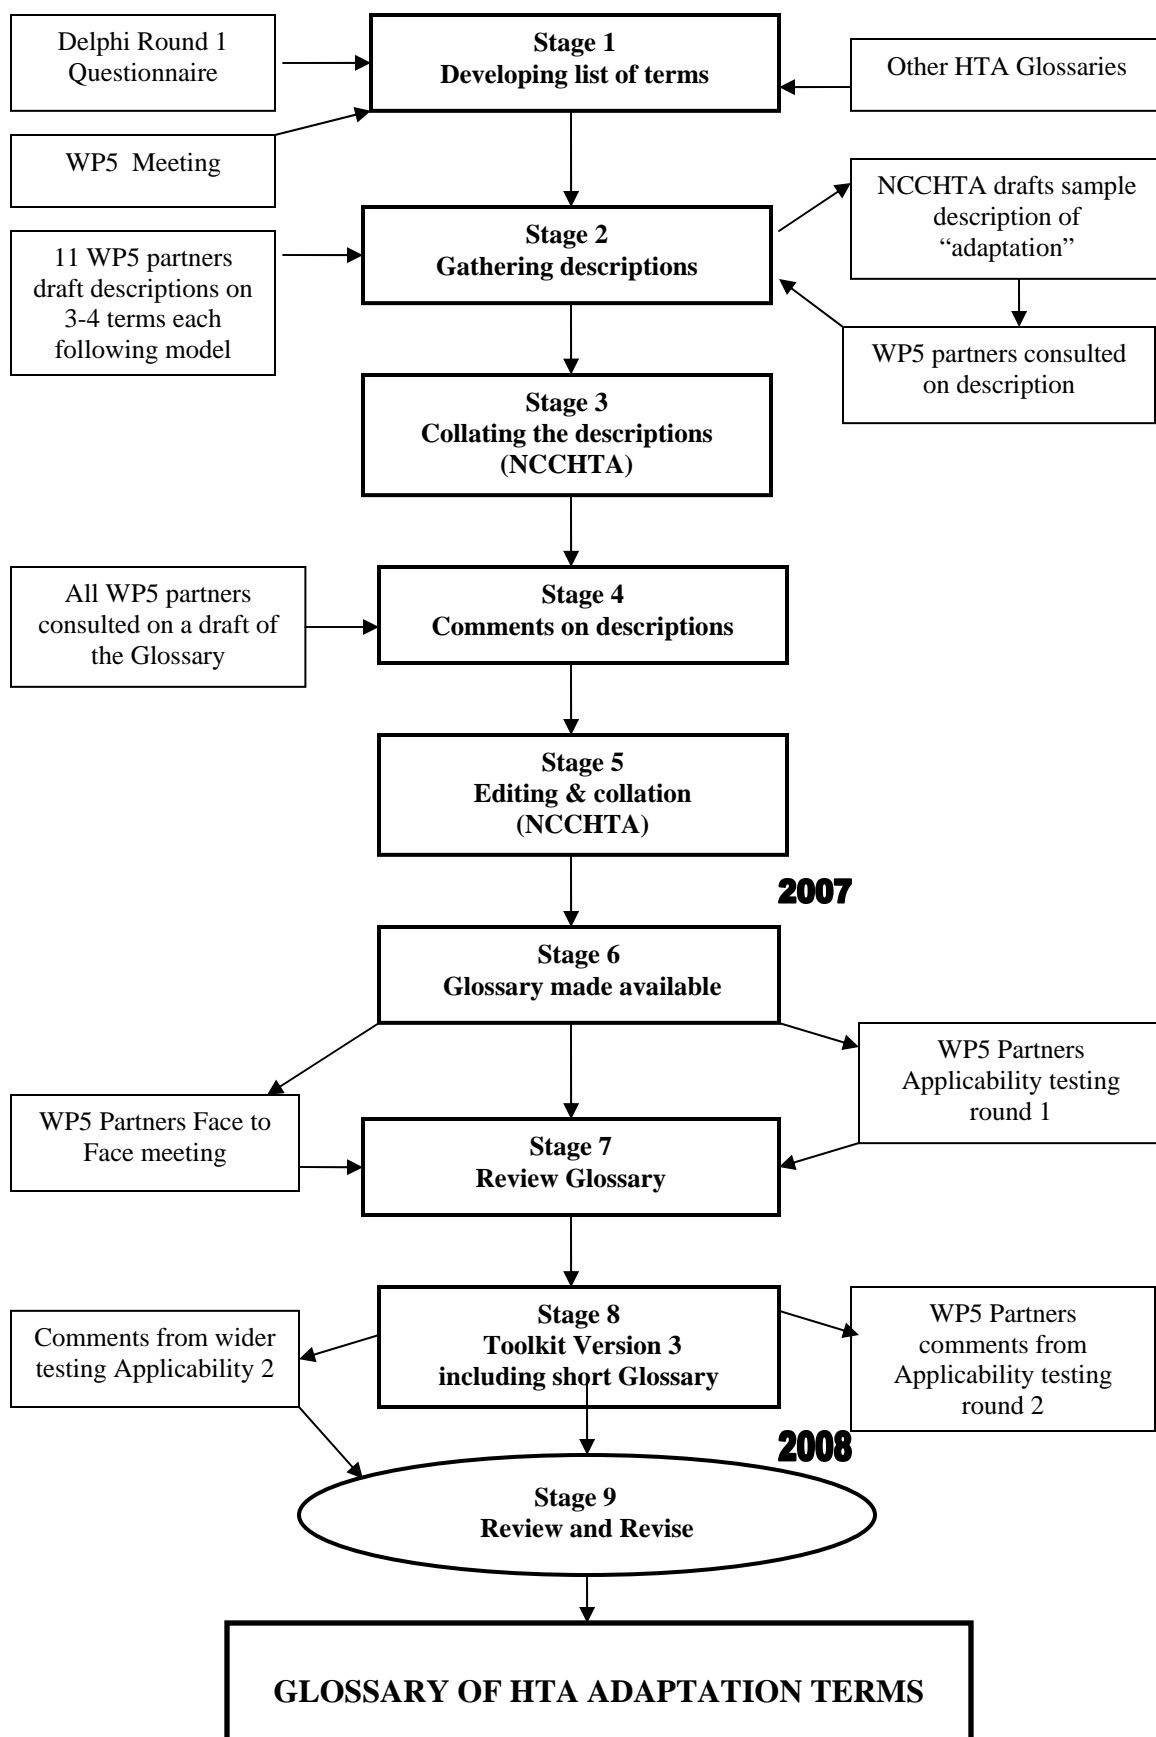 Delphi Round 1
Questionnaire
Stage 1
Developing list of terms
Other HTA Glossaries
WP5 Meeting
11 WP5 partners
draft descriptions on
3-4 terms each
following model
Stage 2
Gathering descriptions
NCCHTA drafts sample
description of
“adaptation”
WP5 partners consulted
on description
Stage 3
Collating the descriptions
(NCCHTA)
All WP5 partners
consulted on a draft of
the Glossary
Stage 4
Comments on descriptions
Stage 5
Editing & collation
(NCCHTA)
2007
Stage 6
Glossary made available
WP5 Partners
Applicability testing
round 1
WP5 Partners Face to
Face meeting
Stage 7
Review Glossary
Stage 8
Toolkit Version 3
including short Glossary
Comments from wider
testing Applicability 2
WP5 Partners
comments from
Applicability testing
round 2
2008
Stage 9
Review and Revise
GLOSSARY OF HTA ADAPTATION TERMS